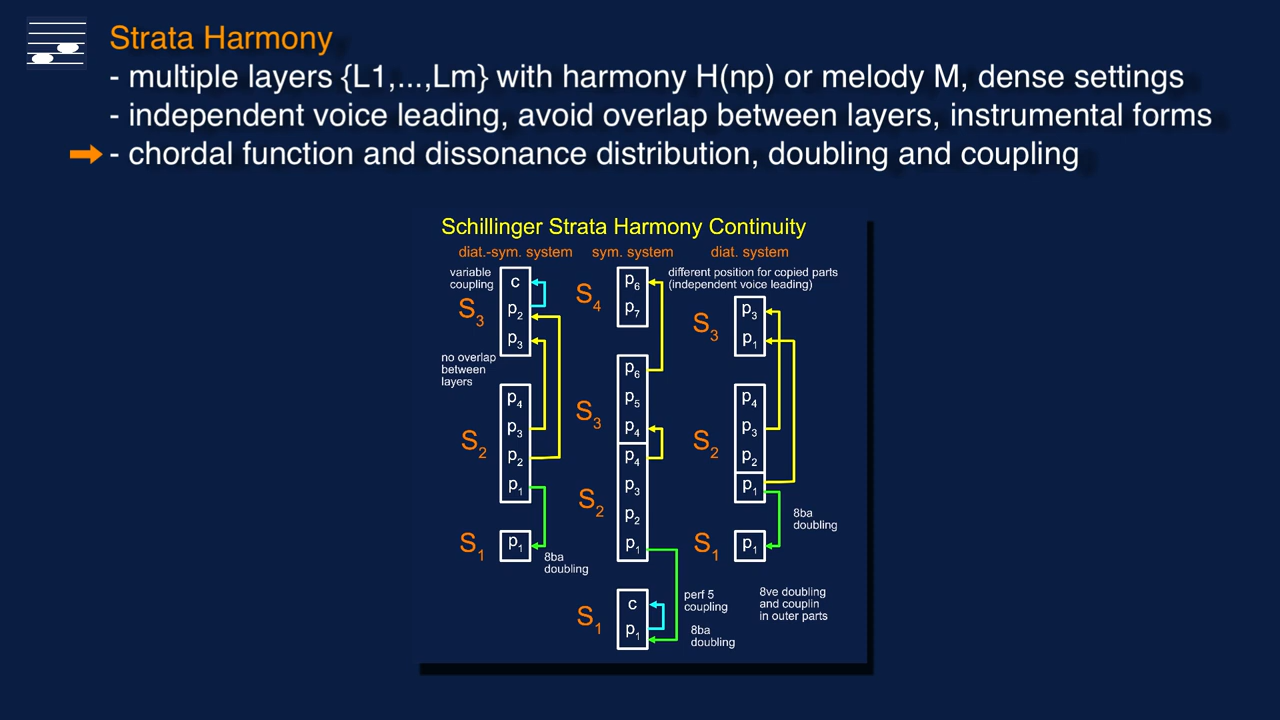 Strata Harmony
- multiple layers {L1,...,Lm} with harmony H(np) or melody M, dense settings
- independent voice leading, avoid overlap between layers, instrumental forms
- chordal function and dissonance distribution, doubling and coupling
Schillinger Strata Harmony Continuity
diat.-sym. system
variable
coupling
S3
c
p2
p3
no overlap
between
layers
S2
p4
p3
p2
p1
S1
p1
8ba
doubling
sym. system
S4
p6
p7
S3
p6
p5
p4
S2
p4
p3
p2
p1
S1
c
p1
perf 5
coupling
8ba
doubling
diat. system
different position for copied parts
(independent voice leading)
S3
p3
p1
S2
p4
p3
p2
p1
8ba
doubling
S1
p1
8ve doubling
and couplin
in outer parts